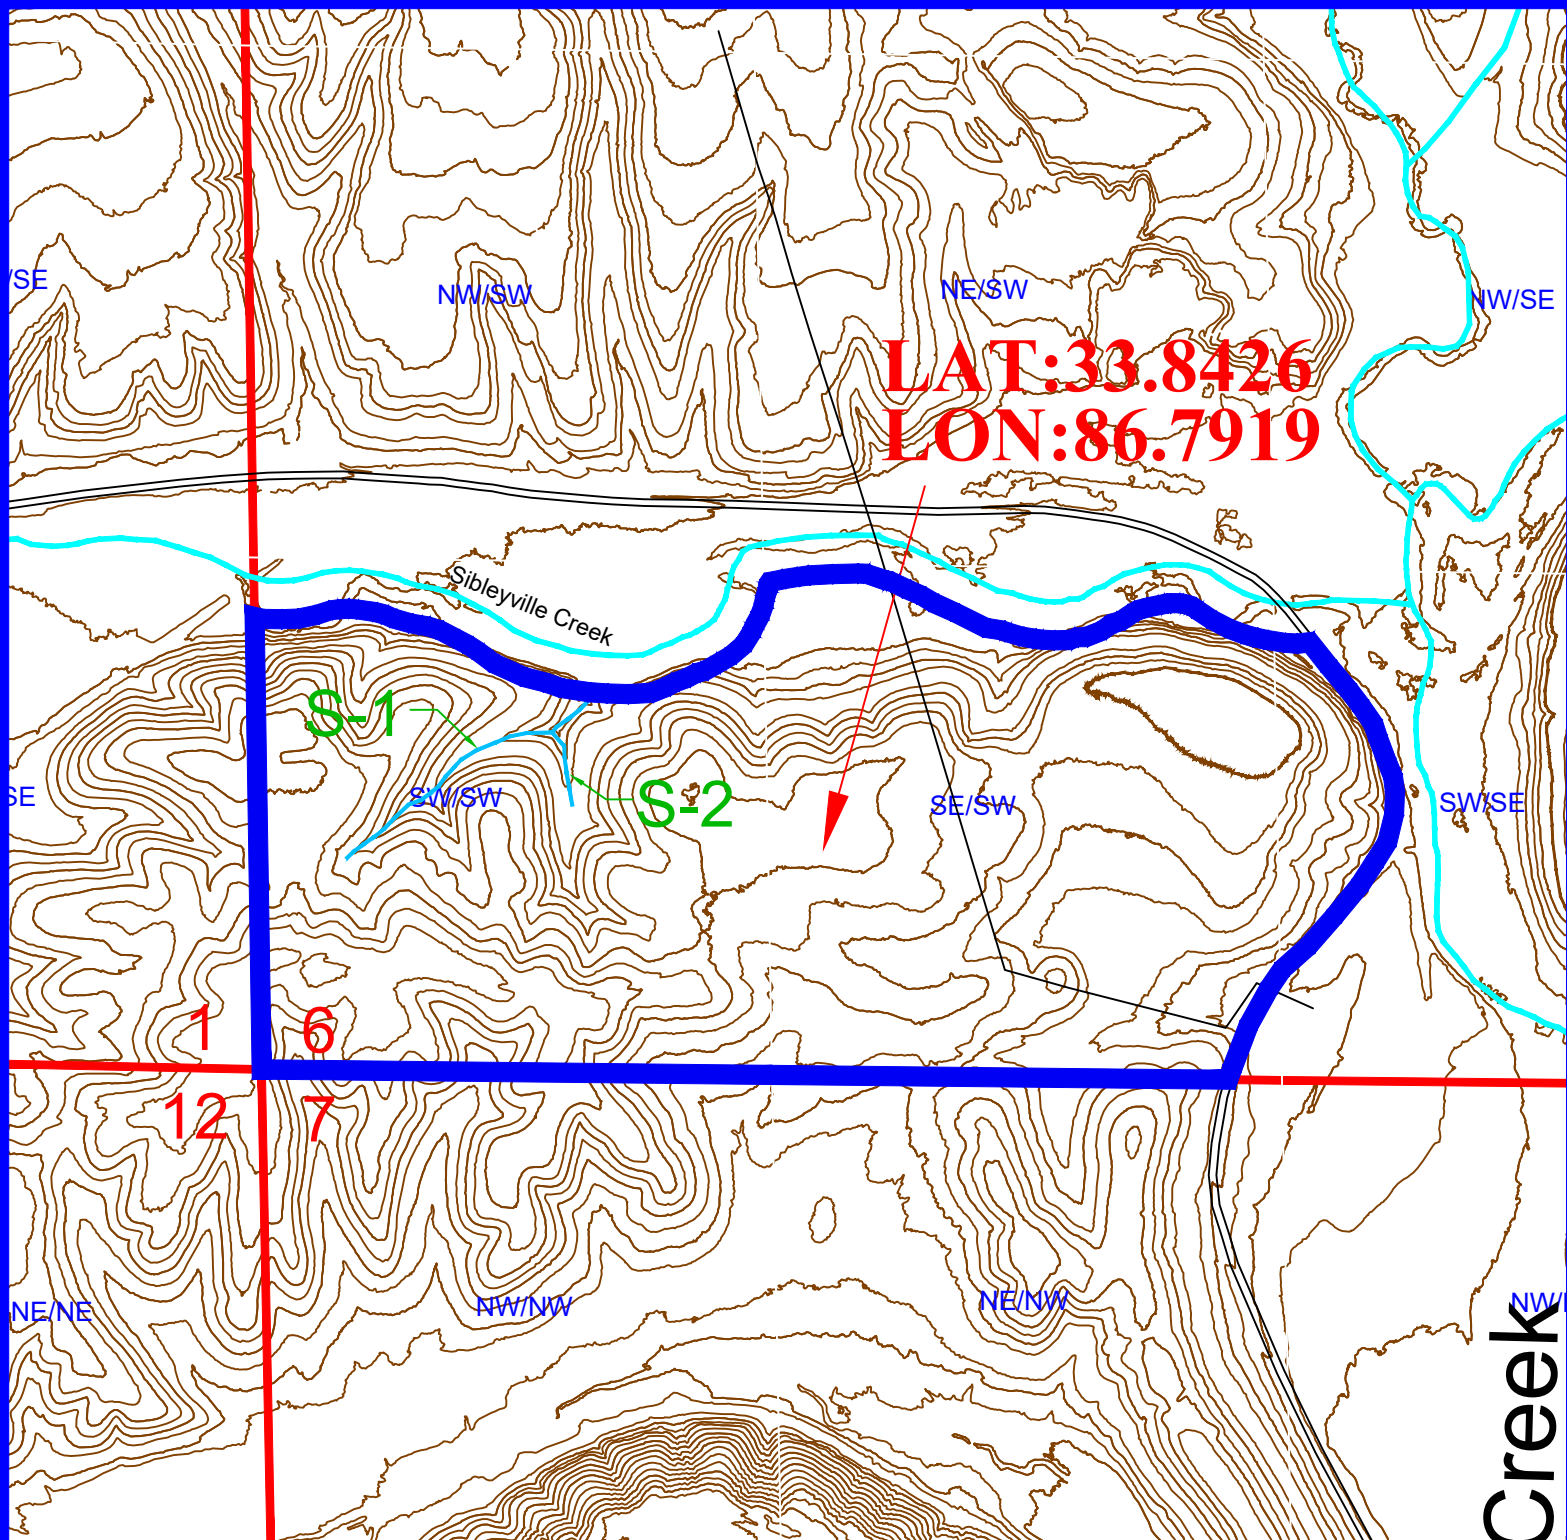 /SE
NW/SW
NE/SW
NW/SE
LAT:33.8426
LON:86.7919
Sibleyville Creek
S-1
S-2
SE
SW/SW
SE/SW
SW/SE
1
6
12
7
NE/NE
NW/NW
NE/NW
NW/
Creek